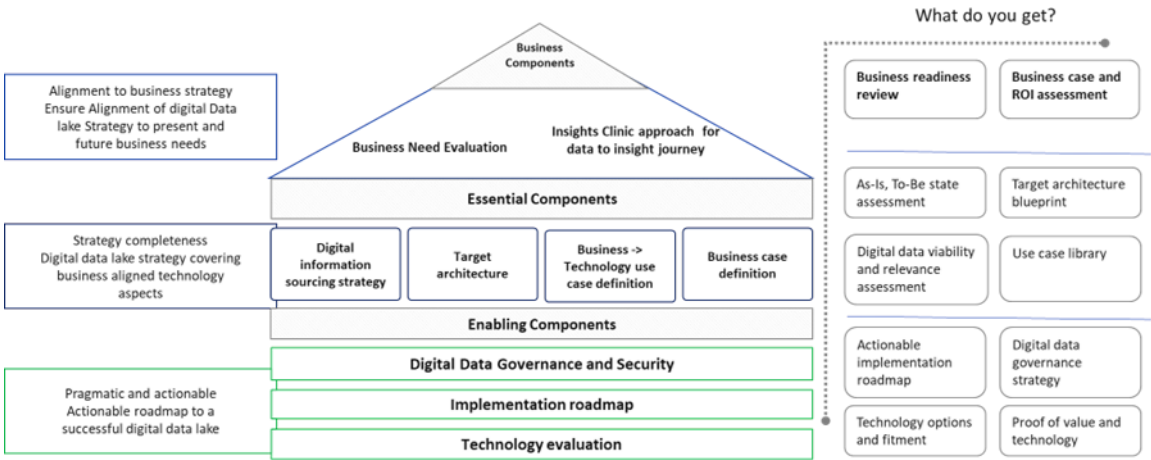 What do you get?
Business
Components
Alignment to business strategy
Ensure Alignment of digital Data
lake Strategy to present and
future business needs
Business Need Evaluation
Insights Clinic approach for
data to insight journey
Business readiness
review
Business case and
ROI assessment
Essential Components
As-Is, To-Be state
assessment
Target architecture
blueprint
Strategy completeness
Digital data lake strategy covering
business aligned technology
aspects
Digital
information
sourcing strategy
Target
architecture
Business ->
Technology use
case definition
Business case
definition
Digital data viability
and relevance
assessment
Use case library
Enabling Components
Digital Data Governance and Security
Implementation roadmap
Technology evaluation
Pragmatic and actionable
Actionable roadmap to a
successful digital data lake
Actionable
implementation
roadmap
Digital data
governance
strategy
Technology options
and fitment
Proof of value and
technology